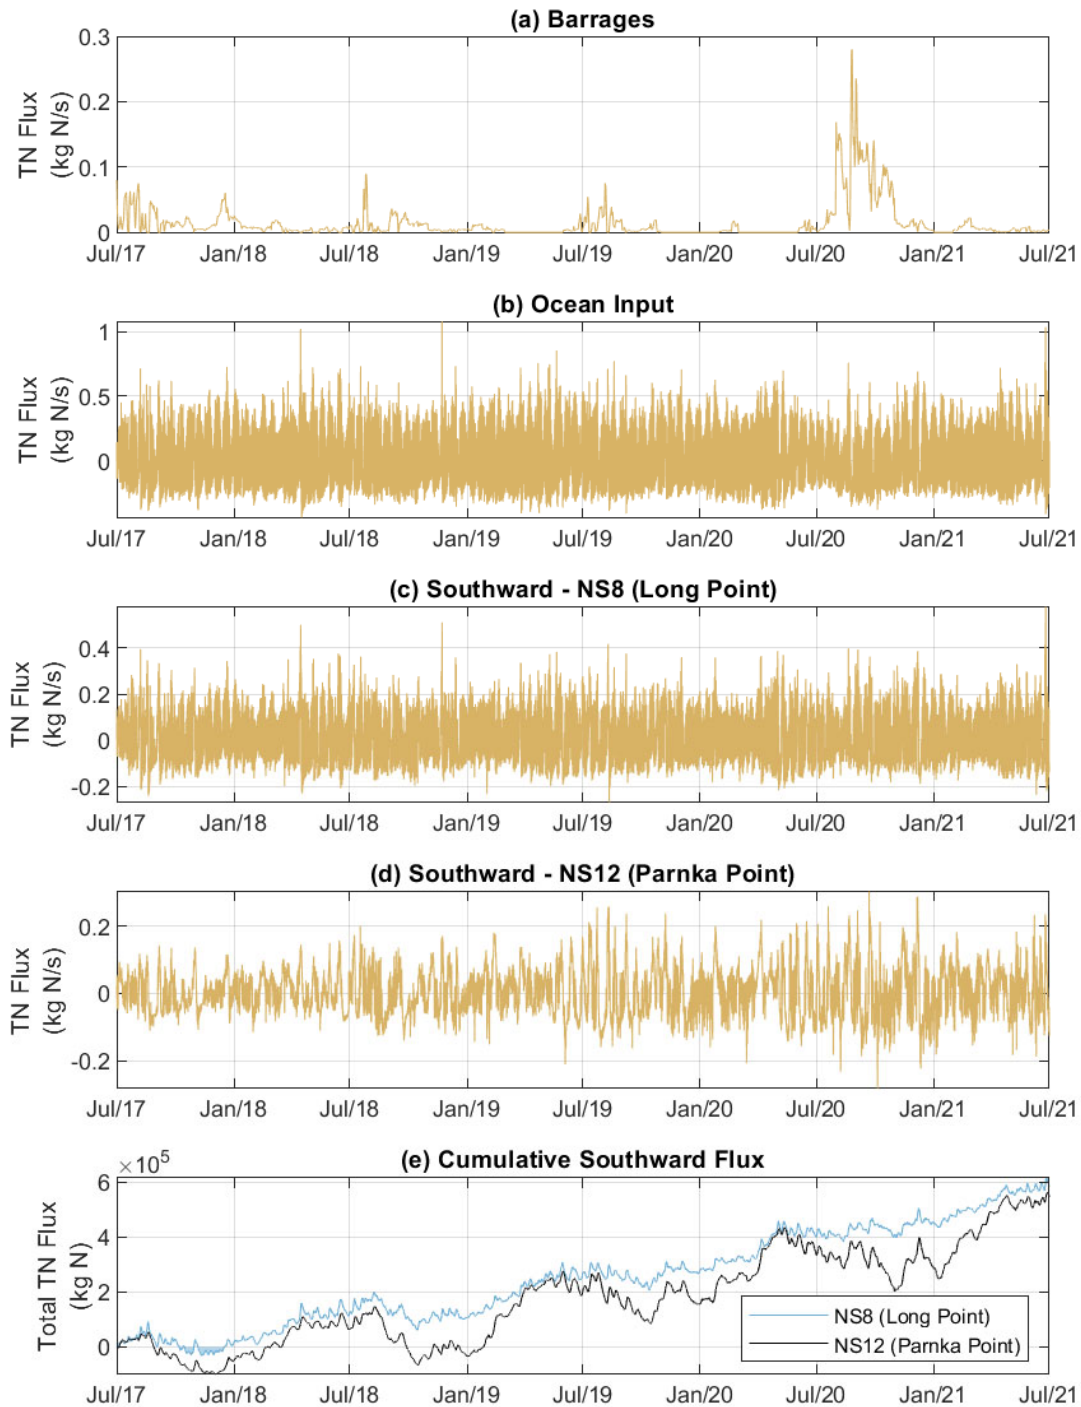 (a) Barrages
TN Flux
(kg N/s)
0.3
0.2
0.1
0
Jul/17 Jan/18 Jul/18 Jan/19 Jul/19 Jan/20 Jul/20 Jan/21 Jul/21
(b) Ocean Input
TN Flux
(kg N/s)
1
0.5
0
Jul/17 Jan/18 Jul/18 Jan/19 Jul/19 Jan/20 Jul/20 Jan/21 Jul/21
(c) Southward - NS8 (Long Point)
TN Flux
(kg N/s)
0.4
0.2
0
-0.2
Jul/17 Jan/18 Jul/18 Jan/19 Jul/19 Jan/20 Jul/20 Jan/21 Jul/21
(d) Southward - NS12 (Parnka Point)
TN Flux
(kg N/s)
0.2
0
-0.2
Jul/17 Jan/18 Jul/18 Jan/19 Jul/19 Jan/20 Jul/20 Jan/21 Jul/21
(e) Cumulative Southward Flux
×10⁵
Total TN Flux
(kg N)
6
4
2
0
NS8 (Long Point)
NS12 (Parnka Point)
Jul/17 Jan/18 Jul/18 Jan/19 Jul/19 Jan/20 Jul/20 Jan/21 Jul/21